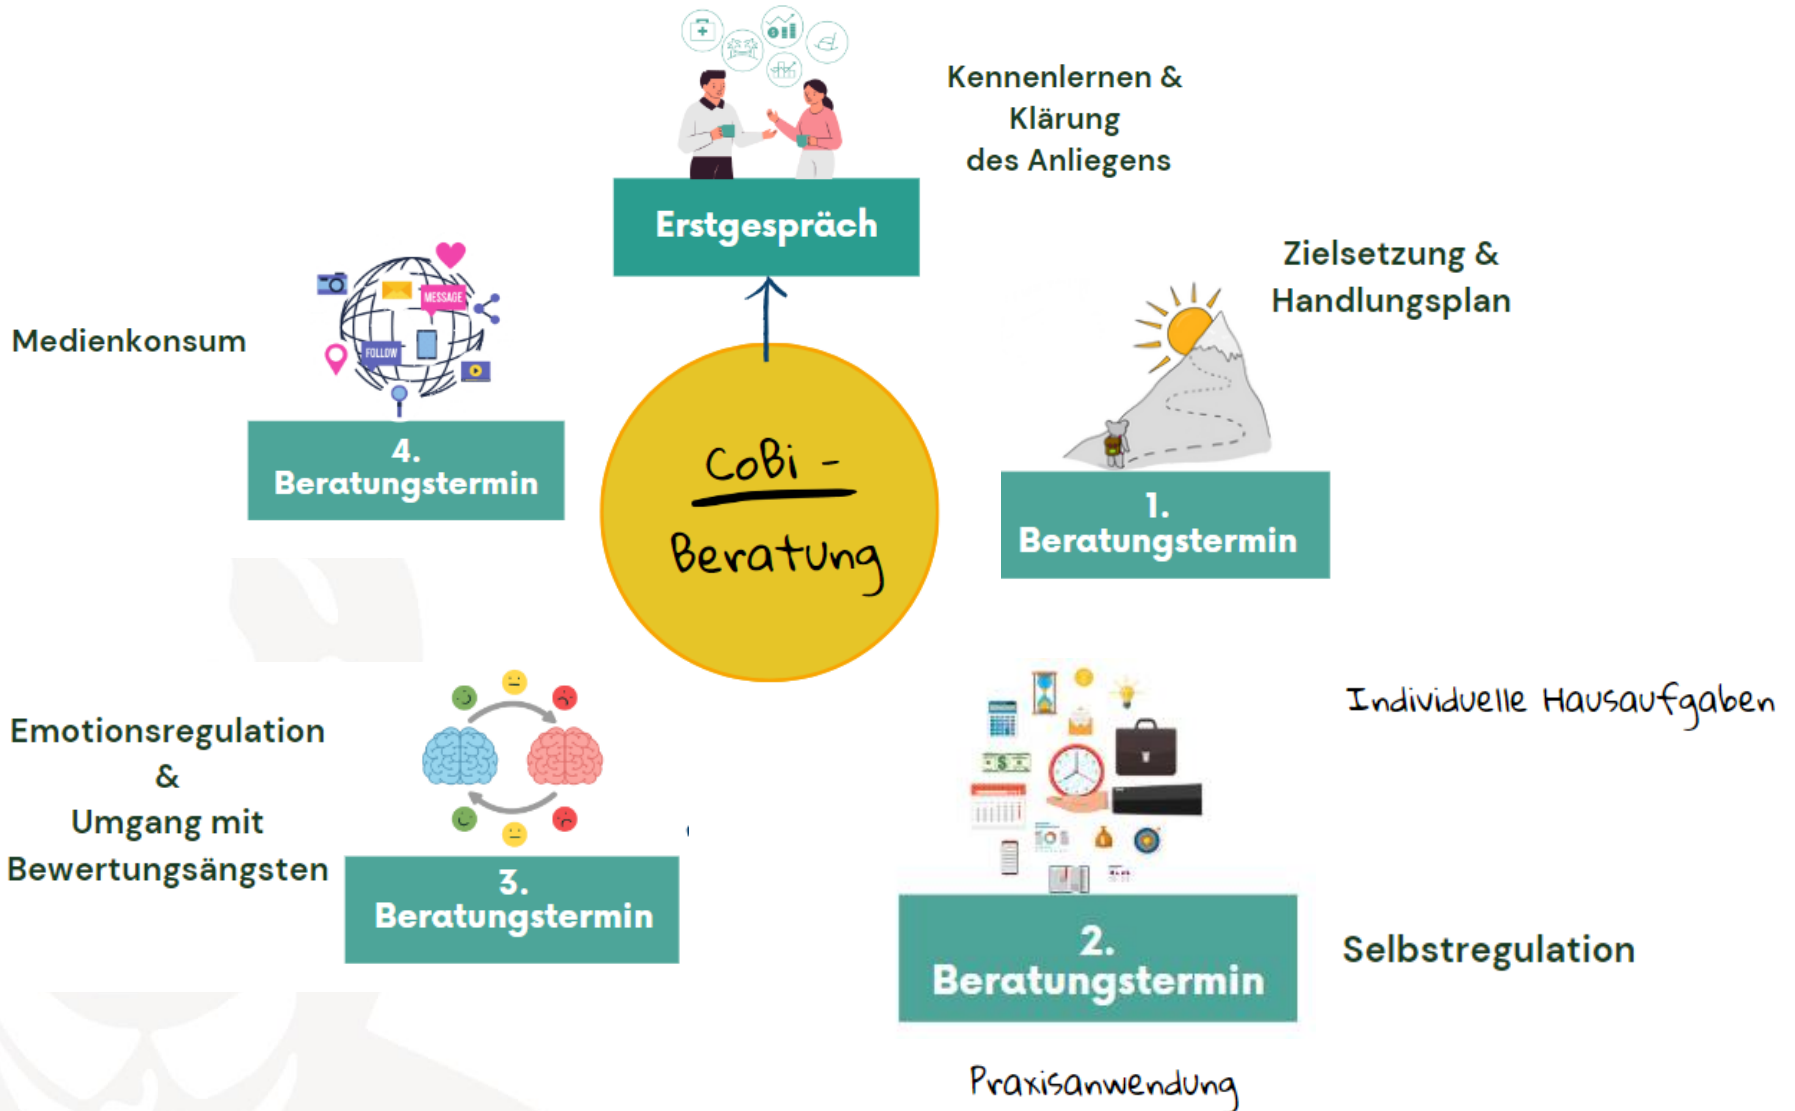 Kennenlernen &
Klärung
des Anliegens
Erstgespräch
Zielsetzung &
Handlungsplan
MESSAGE
FOLLOW
Medienkonsum
4.
Beratungstermin
CoBi -
Beratung
1.
Beratungstermin
Individuelle Hausaufgaben
Emotionsregulation
&
Umgang mit
Bewertungsängsten
3.
Beratungstermin
2.
Beratungstermin
Selbstregulation
Praxisanwendung